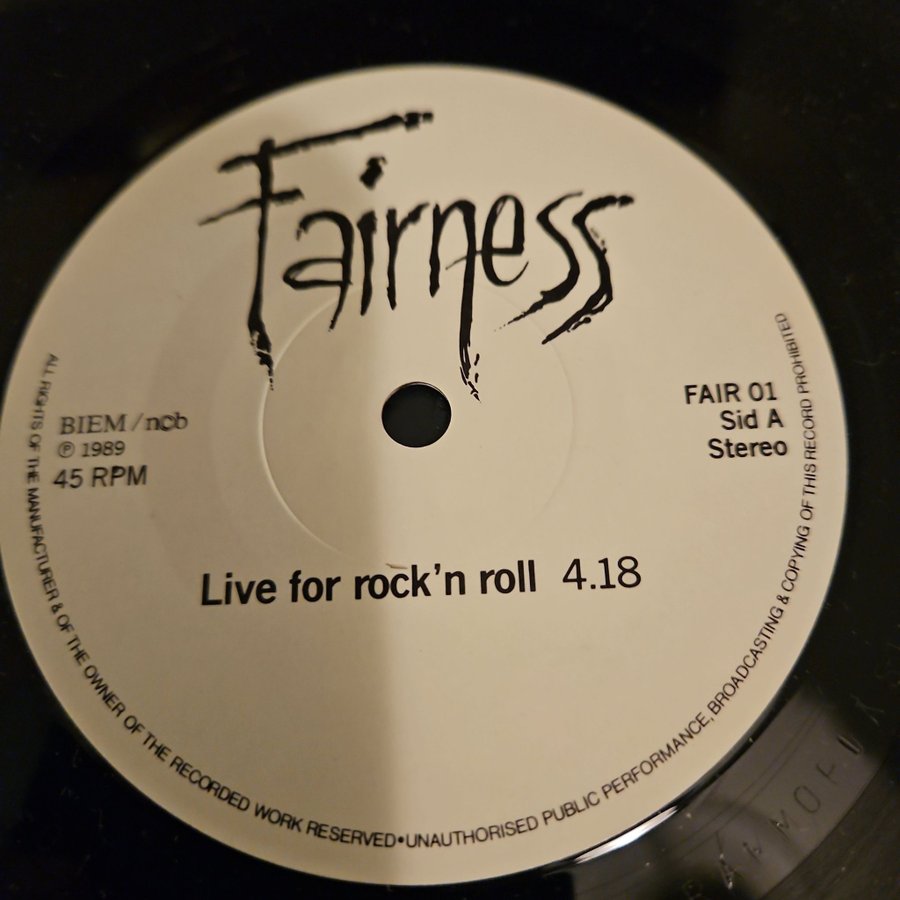 Fairness
BIEM/ncb
℗ 1989
45 RPM
FAIR 01
Sid A
Stereo
Live for rock'n roll 4.18
ALL RIGHTS OF THE MANUFACTURER & OF THE OWNER OF THE RECORDED WORK RESERVED•UNAUTHORISED PUBLIC PERFORMANCE, BROADCASTING & COPYING OF THIS RECORD PROHIBITED